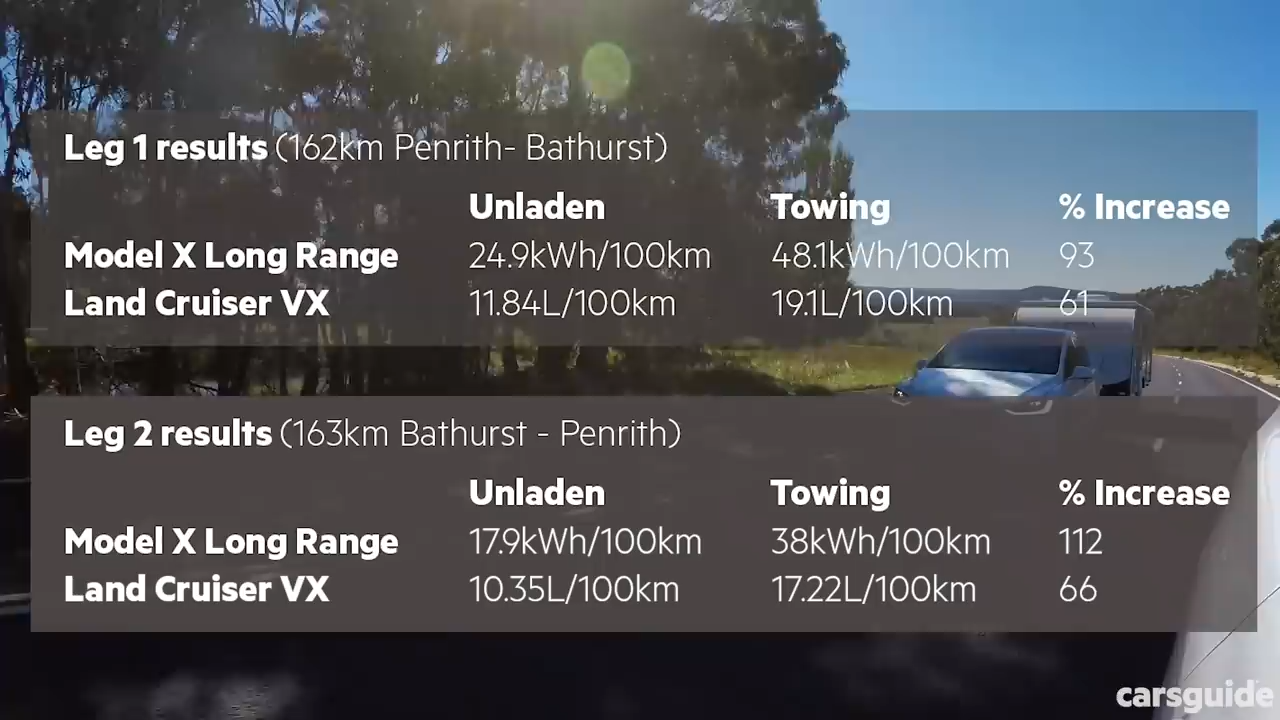 Leg 1 results (162km Penrith- Bathurst)
Unladen Towing % Increase
Model X Long Range 24.9kWh/100km 48.1kWh/100km 93
Land Cruiser VX 11.84L/100km 19.1L/100km 61
Leg 2 results (163km Bathurst - Penrith)
Unladen Towing % Increase
Model X Long Range 17.9kWh/100km 38kWh/100km 112
Land Cruiser VX 10.35L/100km 17.22L/100km 66
carsguide